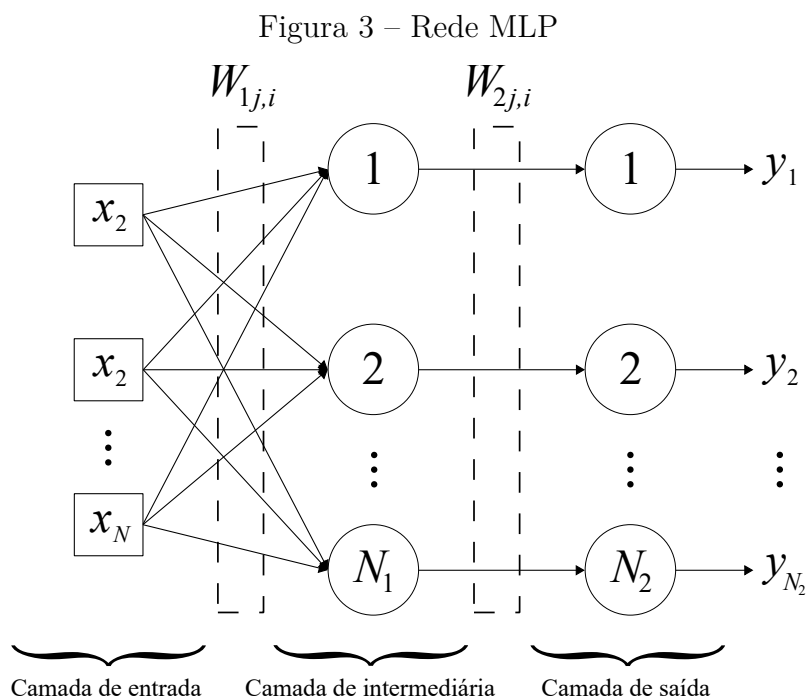 Figura 3 – Rede MLP
W1j,i W2j,i
x2 1 1 y1
x2 2 2 y2
⋮ ⋮ ⋮ ⋮
xN N1 N2 yN2
Camada de entrada Camada de intermediária Camada de saída